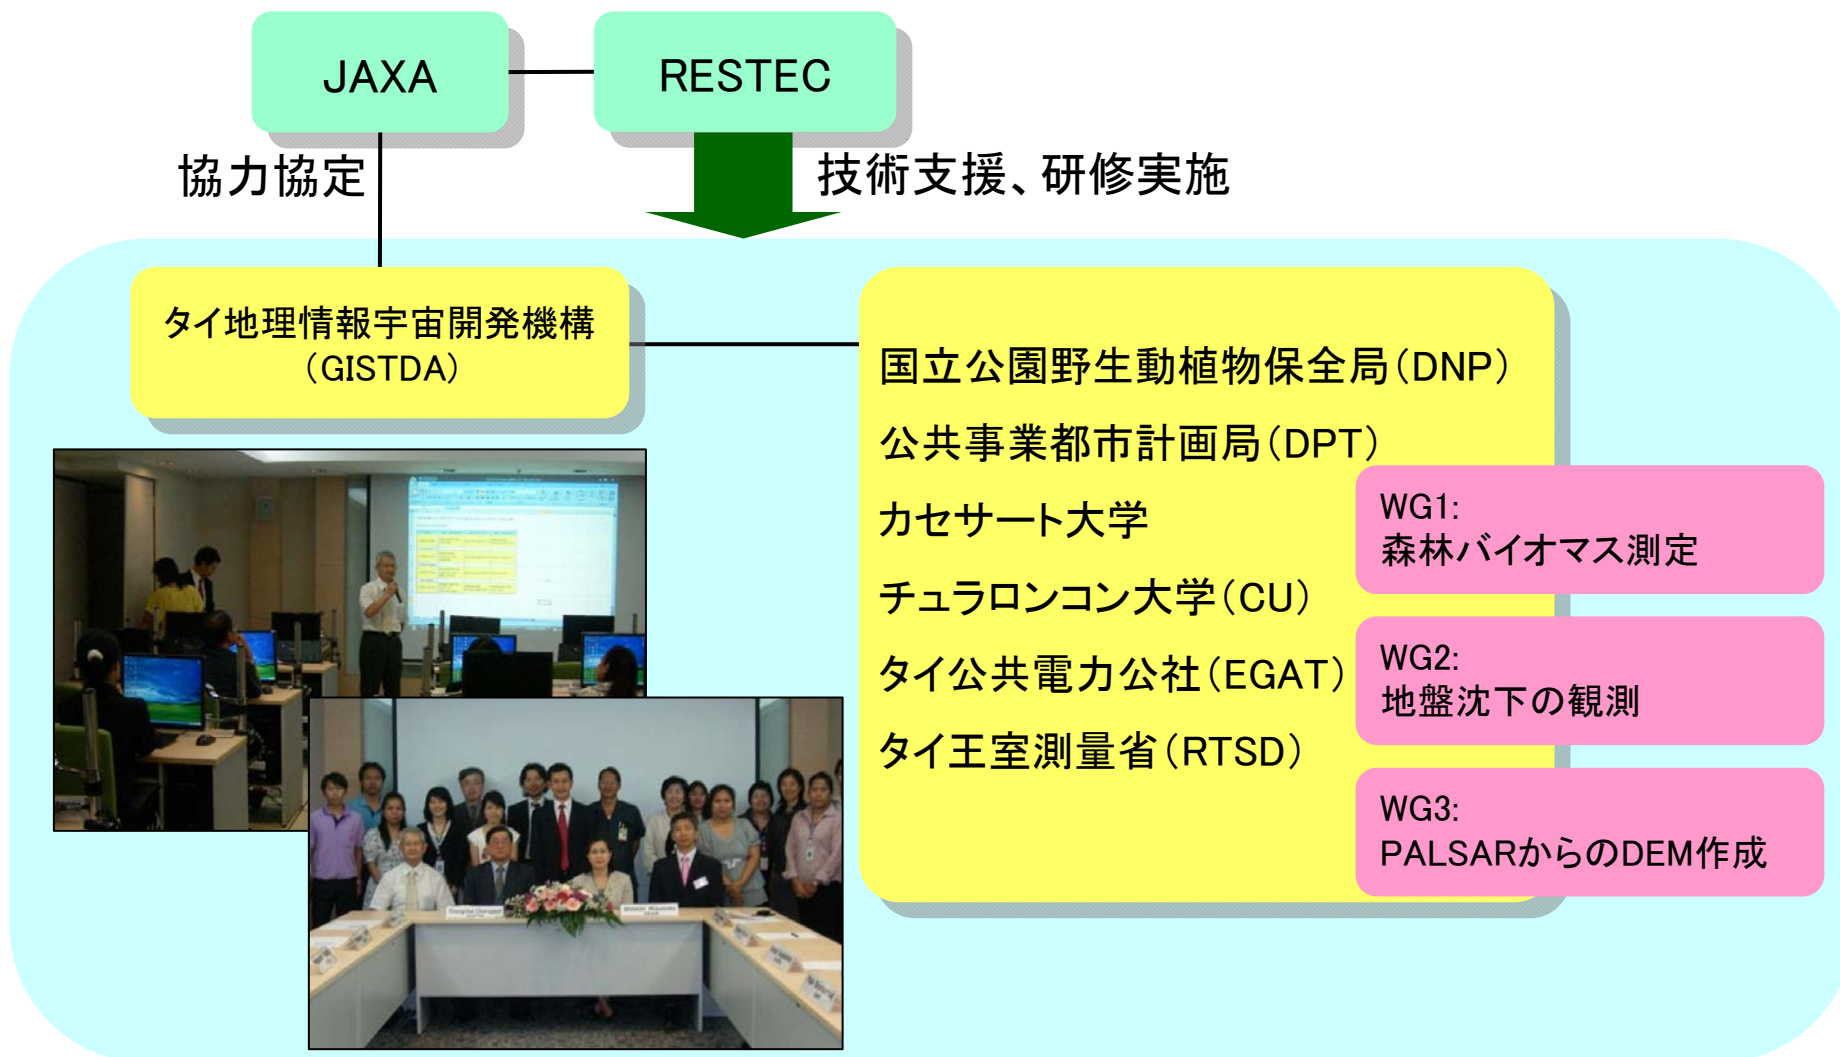 JAXA
RESTEC
協力協定
技術支援、研修実施
タイ地理情報宇宙開発機構
(GISTDA)
国立公園野生動植物保全局(DNP)
公共事業都市計画局(DPT)
カセサート大学
チュラロンコン大学(CU)
タイ公共電力公社(EGAT)
タイ王室測量省(RTSD)
WG1:
森林バイオマス測定
WG2:
地盤沈下の観測
WG3:
PALSARからのDEM作成